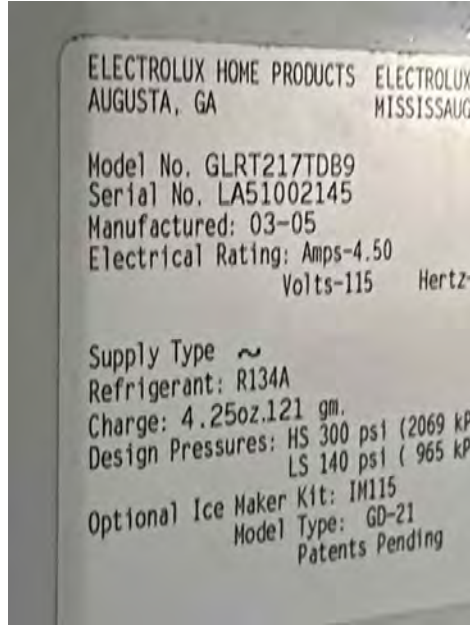 ELECTROLUX HOME PRODUCTS ELECTROLUX
AUGUSTA, GA MISSISSAUG
Model No. GLRT217TDB9
Serial No. LA51002145
Manufactured: 03-05
Electrical Rating: Amps-4.50
Volts-115 Hertz-
Supply Type ~
Refrigerant: R134A
Charge: 4.25oz.121 gm.
Design Pressures: HS 300 psi (2069 kP
LS 140 psi ( 965 kP
Optional Ice Maker Kit: IM115
Model Type: GD-21
Patents Pending